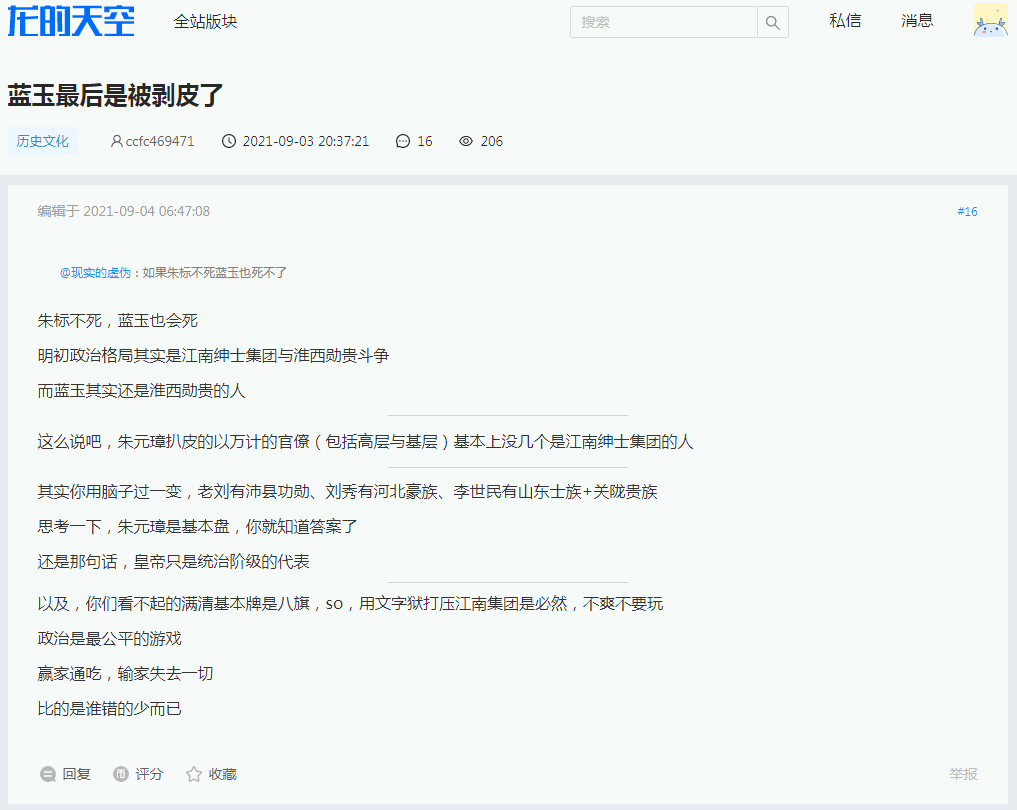 龙的天空
全站版块
搜索
私信
消息
蓝玉最后是被剥皮了
历史文化
ccfc469471
2021-09-03 20:37:21
16
206
编辑于 2021-09-04 06:47:08
#16
@现实的虚伪：如果朱标不死蓝玉也死不了
朱标不死，蓝玉也会死
明初政治格局其实是江南绅士集团与淮西勋贵斗争
而蓝玉其实还是淮西勋贵的人
这么说吧，朱元璋扒皮的以万计的官僚（包括高层与基层）基本上没几个是江南绅士集团的人
其实你用脑子过一变，老刘有沛县功勋、刘秀有河北豪族、李世民有山东士族+关陇贵族
思考一下，朱元璋是基本盘，你就知道答案了
还是那句话，皇帝只是统治阶级的代表
以及，你们看不起的满清基本牌是八旗，so，用文字狱打压江南集团是必然，不爽不要玩
政治是最公平的游戏
赢家通吃，输家失去一切
比的是谁错的少而已
回复
评分
收藏
举报